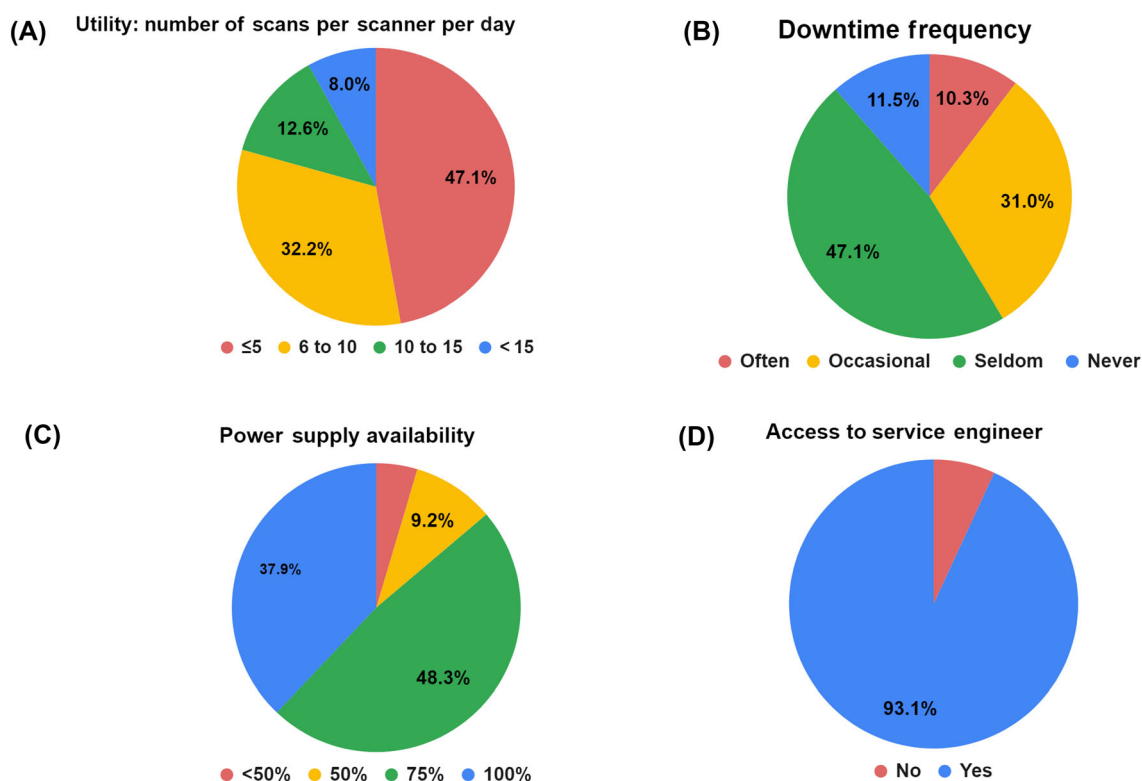 (A) Utility: number of scans per scanner per day
8.0%
12.6%
47.1%
32.2%
≤5 6 to 10 10 to 15 < 15
(B) Downtime frequency
11.5% 10.3%
31.0%
47.1%
Often Occasional Seldom Never
(C) Power supply availability
9.2%
37.9%
48.3%
<50% 50% 75% 100%
(D) Access to service engineer
93.1%
No Yes